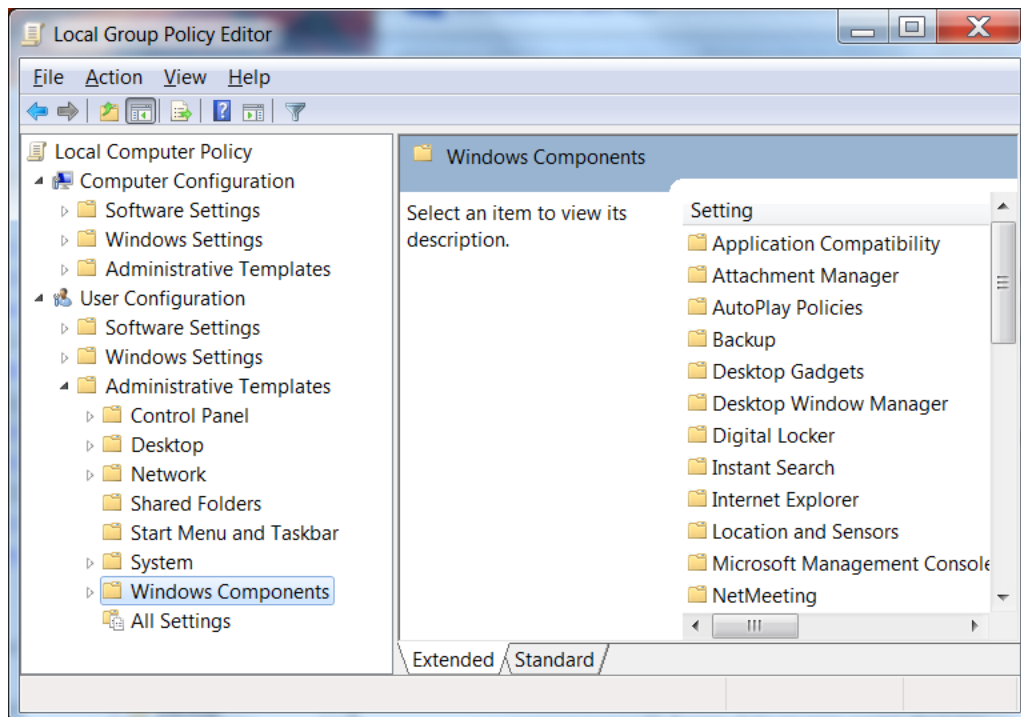 Local Group Policy Editor
File Action View Help
Local Computer Policy
Computer Configuration
Software Settings
Windows Settings
Administrative Templates
User Configuration
Software Settings
Windows Settings
Administrative Templates
Control Panel
Desktop
Network
Shared Folders
Start Menu and Taskbar
System
Windows Components
All Settings
Windows Components
Select an item to view its
description.
Setting
Application Compatibility
Attachment Manager
AutoPlay Policies
Backup
Desktop Gadgets
Desktop Window Manager
Digital Locker
Instant Search
Internet Explorer
Location and Sensors
Microsoft Management Console
NetMeeting
Extended Standard